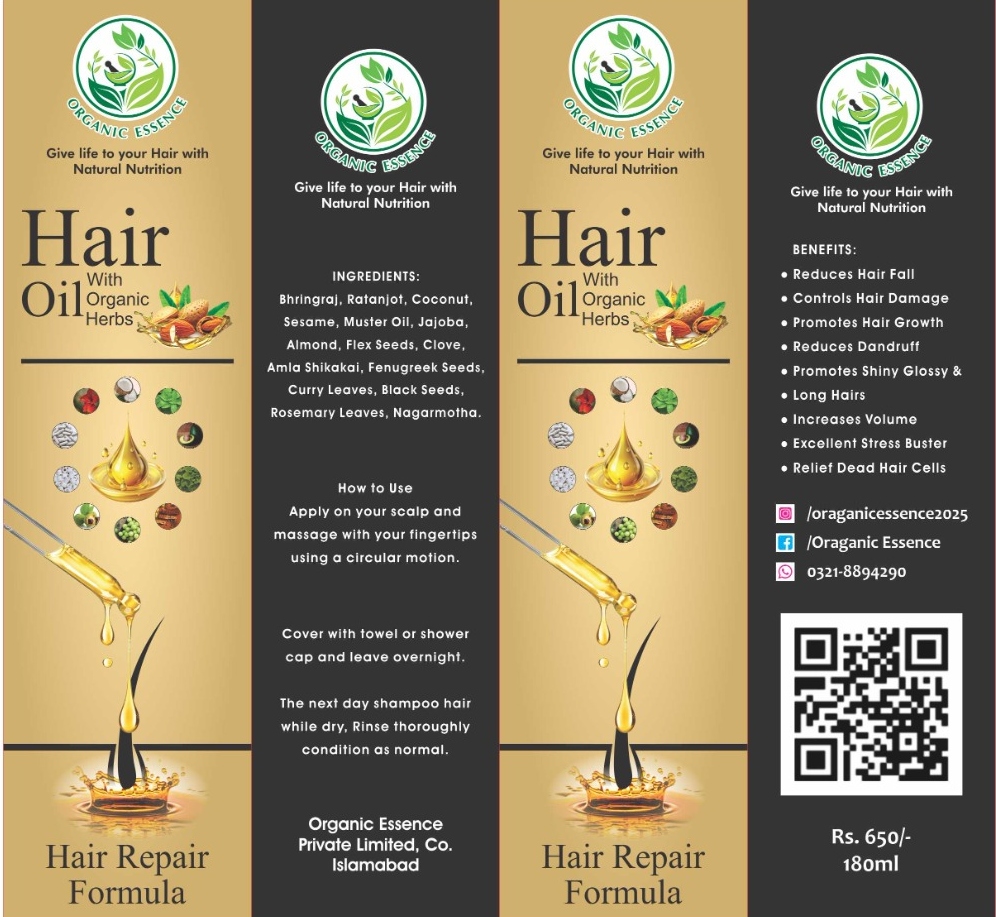 ORGANIC ESSENCE
Give life to your Hair with
Natural Nutrition
Hair
Oil
With
Organic
Herbs
Hair Repair
Formula
ORGANIC ESSENCE
Give life to your Hair with
Natural Nutrition
INGREDIENTS:
Bhringraj, Ratanjot, Coconut,
Sesame, Muster Oil, Jajoba,
Almond, Flex Seeds, Clove,
Amla Shikakai, Fenugreek Seeds,
Curry Leaves, Black Seeds,
Rosemary Leaves, Nagarmotha.
How to Use
Apply on your scalp and
massage with your fingertips
using a circular motion.
Cover with towel or shower
cap and leave overnight.
The next day shampoo hair
while dry, Rinse thoroughly
condition as normal.
Organic Essence
Private Limited, Co.
Islamabad
ORGANIC ESSENCE
Give life to your Hair with
Natural Nutrition
Hair
Oil
With
Organic
Herbs
Hair Repair
Formula
ORGANIC ESSENCE
Give life to your Hair with
Natural Nutrition
BENEFITS:
● Reduces Hair Fall
● Controls Hair Damage
● Promotes Hair Growth
● Reduces Dandruff
● Promotes Shiny Glossy &
● Long Hairs
● Increases Volume
● Excellent Stress Buster
● Relief Dead Hair Cells
/oraganicessence2025
/Oraganic Essence
0321-8894290
Rs. 650/-
180ml